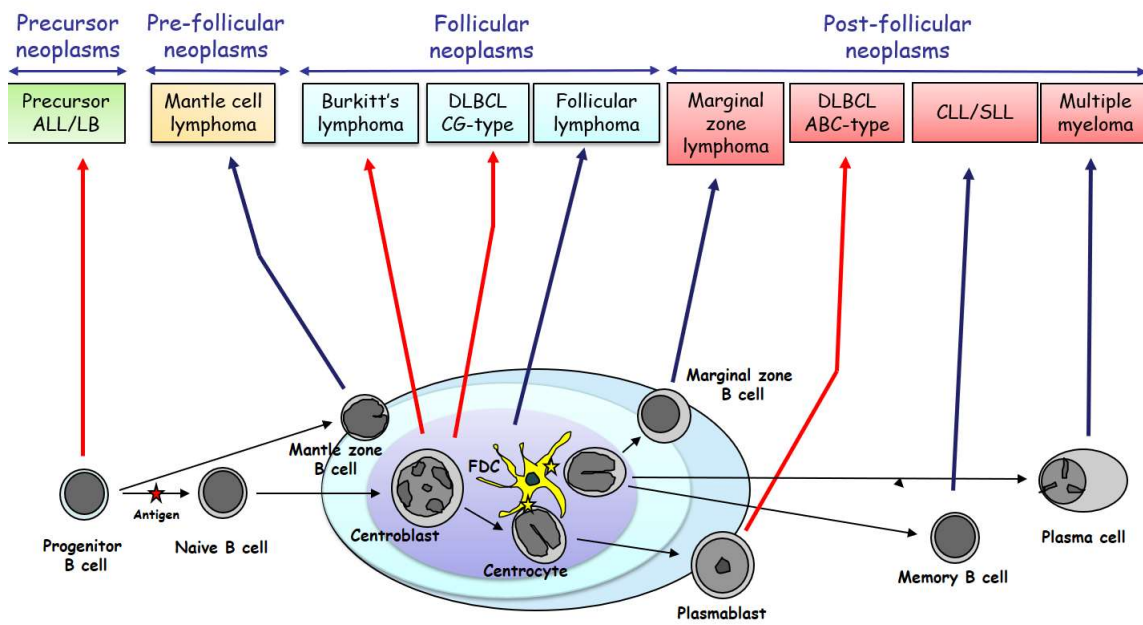 Precursor
neoplasms
Pre-follicular
neoplasms
Follicular
neoplasms
Post-follicular
neoplasms
Precursor
ALL/LB
Mantle cell
lymphoma
Burkitt's
lymphoma
DLBCL
CG-type
Follicular
lymphoma
Marginal
zone
lymphoma
DLBCL
ABC-type
CLL/SLL
Multiple
myeloma
Marginal zone
B cell
Mantle zone
B cell
FDC
Antigen
Progenitor
B cell
Naive B cell
Centroblast
Centrocyte
Plasmablast
Memory B cell
Plasma cell